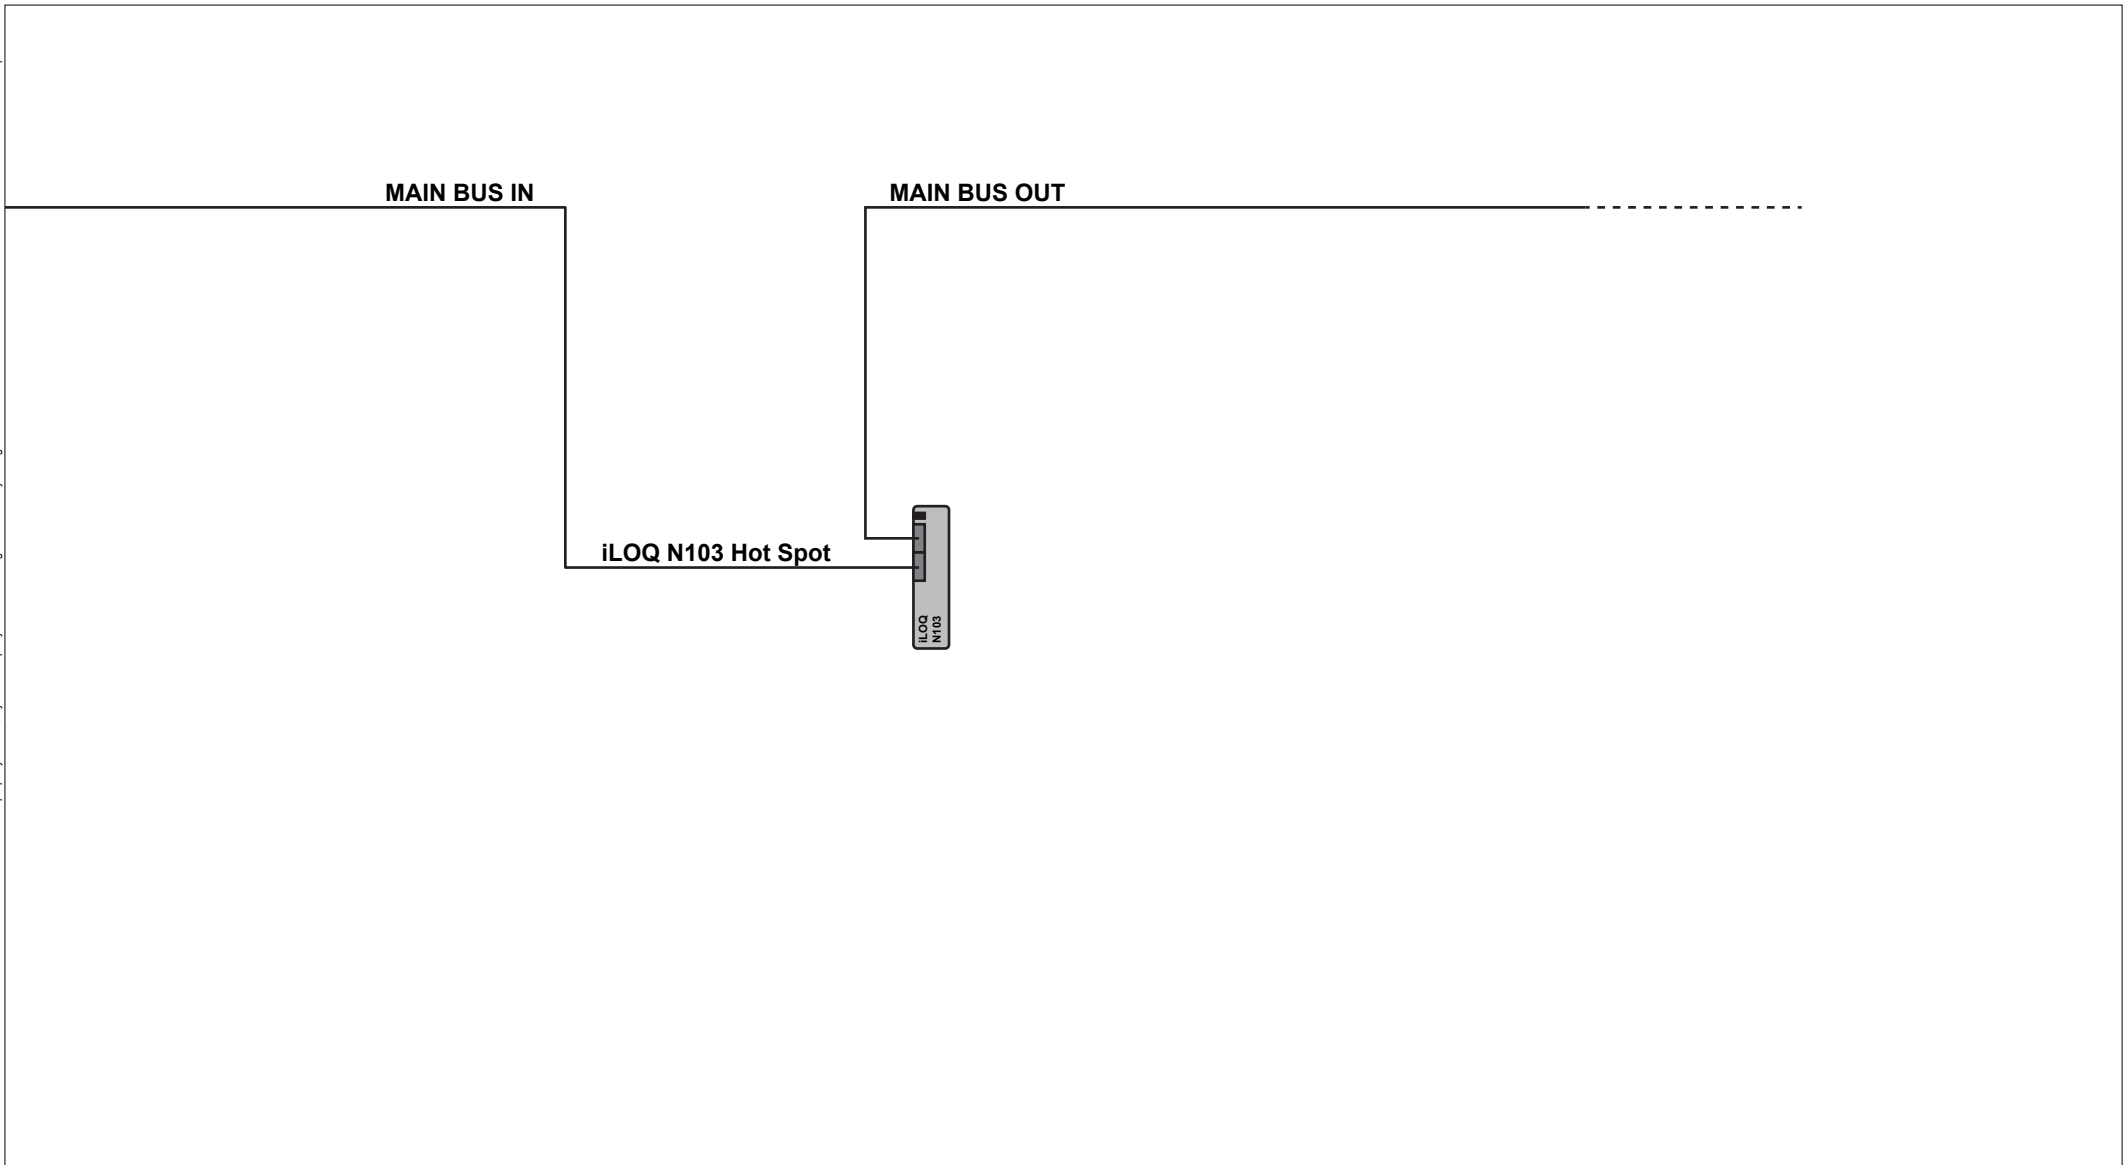 MAIN BUS IN
MAIN BUS OUT
iLOQ N103 Hot Spot
iLOQ
N103